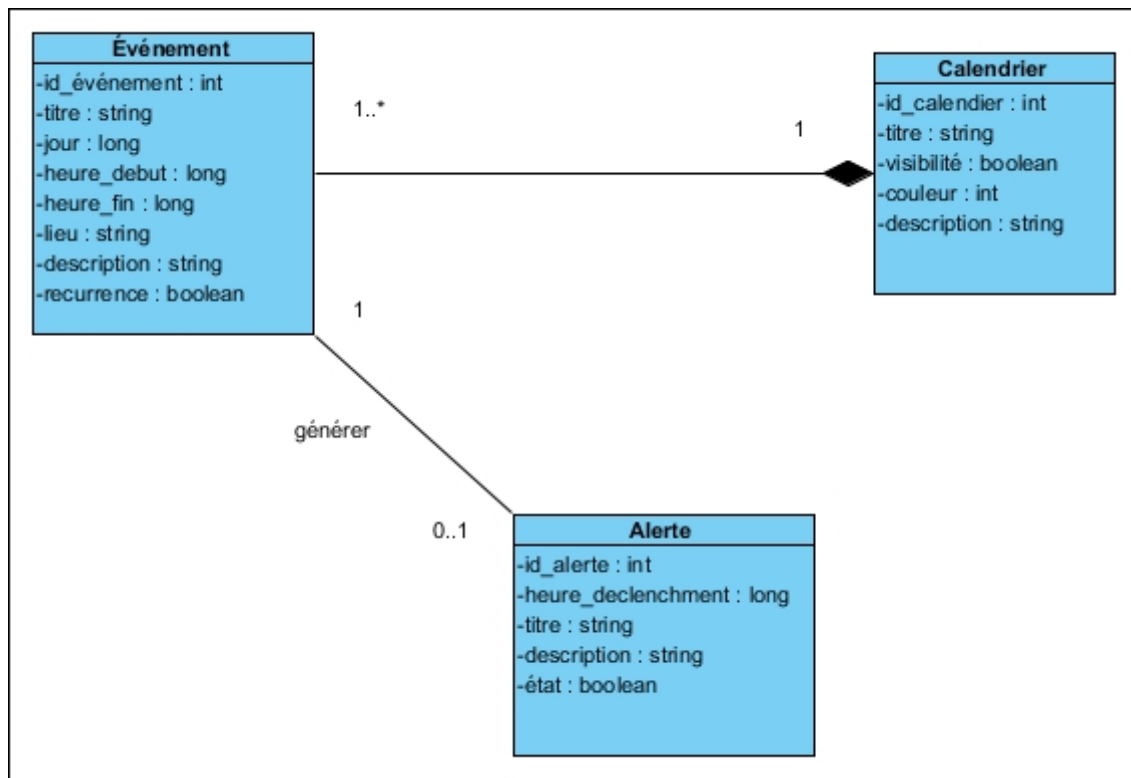 Événement
-id_événement : int
-titre : string
-jour : long
-heure_debut : long
-heure_fin : long
-lieu : string
-description : string
-recurrence : boolean
1..*
1
Calendrier
-id_calendier : int
-titre : string
-visibilité : boolean
-couleur : int
-description : string
1
générer
0..1
Alerte
-id_alerte : int
-heure_declenchment : long
-titre : string
-description : string
-état : boolean